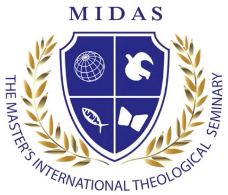 MIDAS
THE MASTER'S INTERNATIONAL THEOLOGICAL SEMINARY